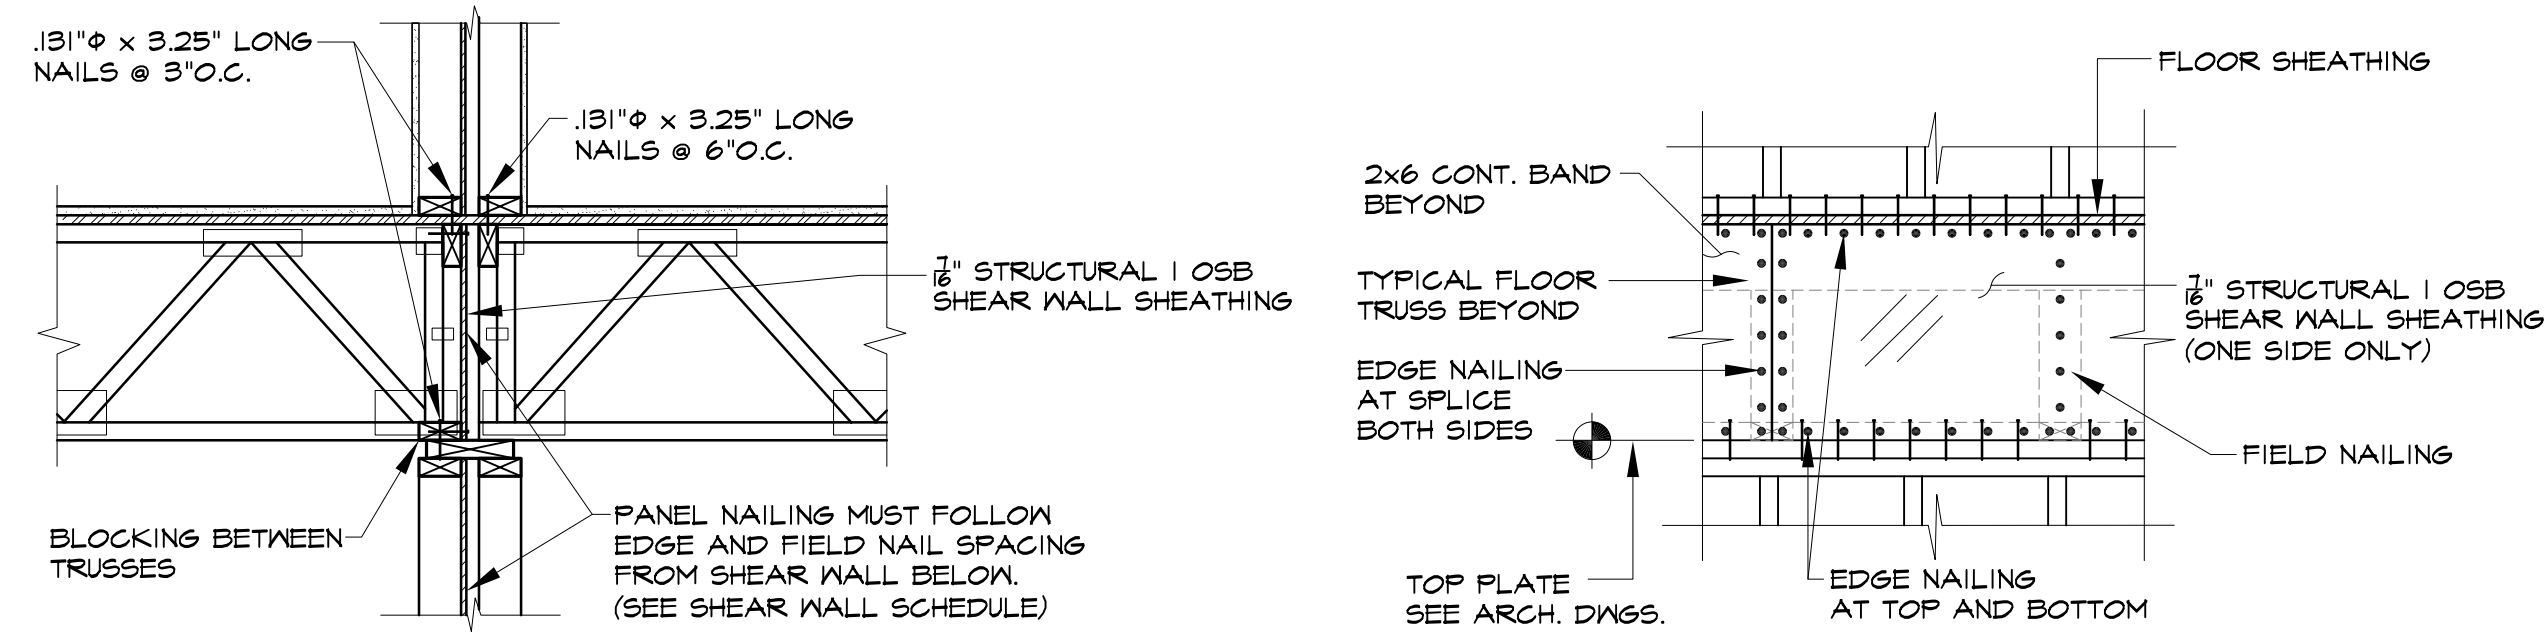 .131"Φ x 3.25" LONG
NAILS @ 3"O.C.
.131"Φ x 3.25" LONG
NAILS @ 6"O.C.
7/16" STRUCTURAL I OSB
SHEAR WALL SHEATHING
BLOCKING BETWEEN
TRUSSES
PANEL NAILING MUST FOLLOW
EDGE AND FIELD NAIL SPACING
FROM SHEAR WALL BELOW.
(SEE SHEAR WALL SCHEDULE)
FLOOR SHEATHING
2x6 CONT. BAND
BEYOND
TYPICAL FLOOR
TRUSS BEYOND
EDGE NAILING
AT SPLICE
BOTH SIDES
7/16" STRUCTURAL I OSB
SHEAR WALL SHEATHING
(ONE SIDE ONLY)
FIELD NAILING
TOP PLATE
SEE ARCH. DWGS.
EDGE NAILING
AT TOP AND BOTTOM